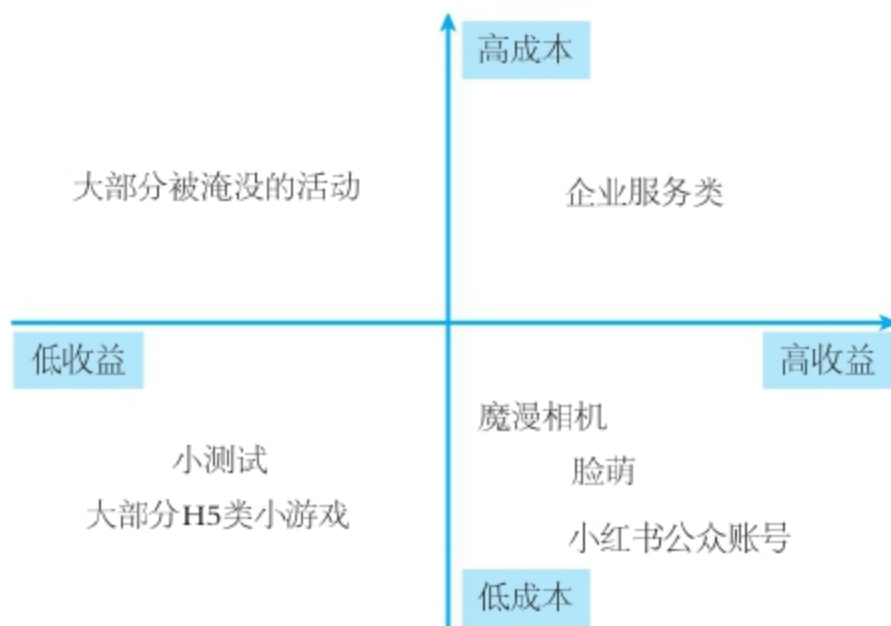 高成本
大部分被淹没的活动
企业服务类
低收益
高收益
魔漫相机
小测试
脸萌
大部分H5类小游戏
小红书公众账号
低成本